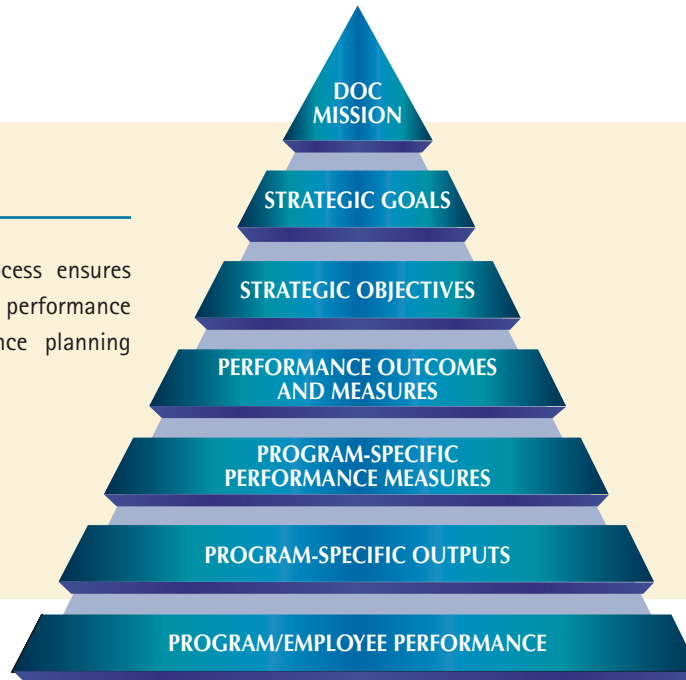 ocess ensures
performance
nce planning
DOC
MISSION
STRATEGIC GOALS
STRATEGIC OBJECTIVES
PERFORMANCE OUTCOMES
AND MEASURES
PROGRAM-SPECIFIC
PERFORMANCE MEASURES
PROGRAM-SPECIFIC OUTPUTS
PROGRAM/EMPLOYEE PERFORMANCE